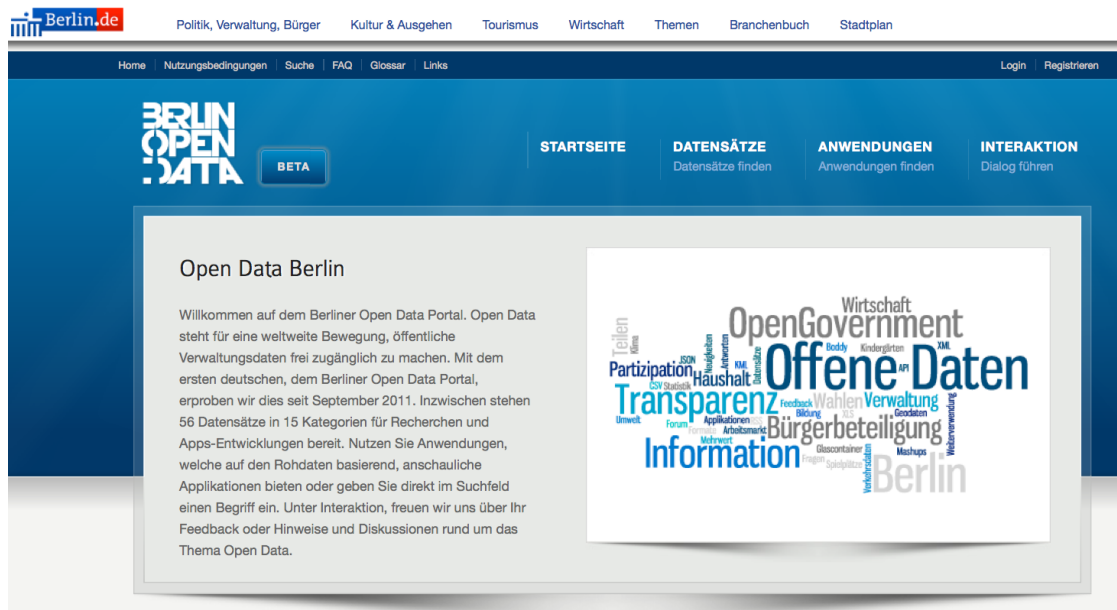 Berlin.de
Politik, Verwaltung, Bürger Kultur & Ausgehen Tourismus Wirtschaft Themen Branchenbuch Stadtplan
Home Nutzungsbedingungen Suche FAQ Glossar Links Login Registrieren
BERLIN
OPEN
DATA
BETA
STARTSEITE DATENSÄTZE ANWENDUNGEN INTERAKTION
Datensätze finden Anwendungen finden Dialog führen
Open Data Berlin
Willkommen auf dem Berliner Open Data Portal. Open Data
steht für eine weltweite Bewegung, öffentliche
Verwaltungsdaten frei zugänglich zu machen. Mit dem
ersten deutschen, dem Berliner Open Data Portal,
erproben wir dies seit September 2011. Inzwischen stehen
56 Datensätze in 15 Kategorien für Recherchen und
Apps-Entwicklungen bereit. Nutzen Sie Anwendungen,
welche auf den Rohdaten basierend, anschauliche
Applikationen bieten oder geben Sie direkt im Suchfeld
einen Begriff ein. Unter Interaktion, freuen wir uns über Ihr
Feedback oder Hinweise und Diskussionen rund um das
Thema Open Data.
Wirtschaft
OpenGovernment
Teilen
Klima
JSON
Neuigkeiten
Antworten
KML
Datensätze
Boddy
Kindergärten
XML
API
Partizipation
Haushalt
Offene Daten
CSV
Statistik
Transparenz
Feedback
Wahlen
Verwaltung
Umwelt
Forum
Applikationen
Bildung
XLS
Geodaten
Formate
Arbeitsmarkt
Bürgerbeteiligung
Weiterverwendung
Mehrwert
Information
Glascontainer
Mashups
Fragen
Spielplätze
Verkehrsdaten
Berlin